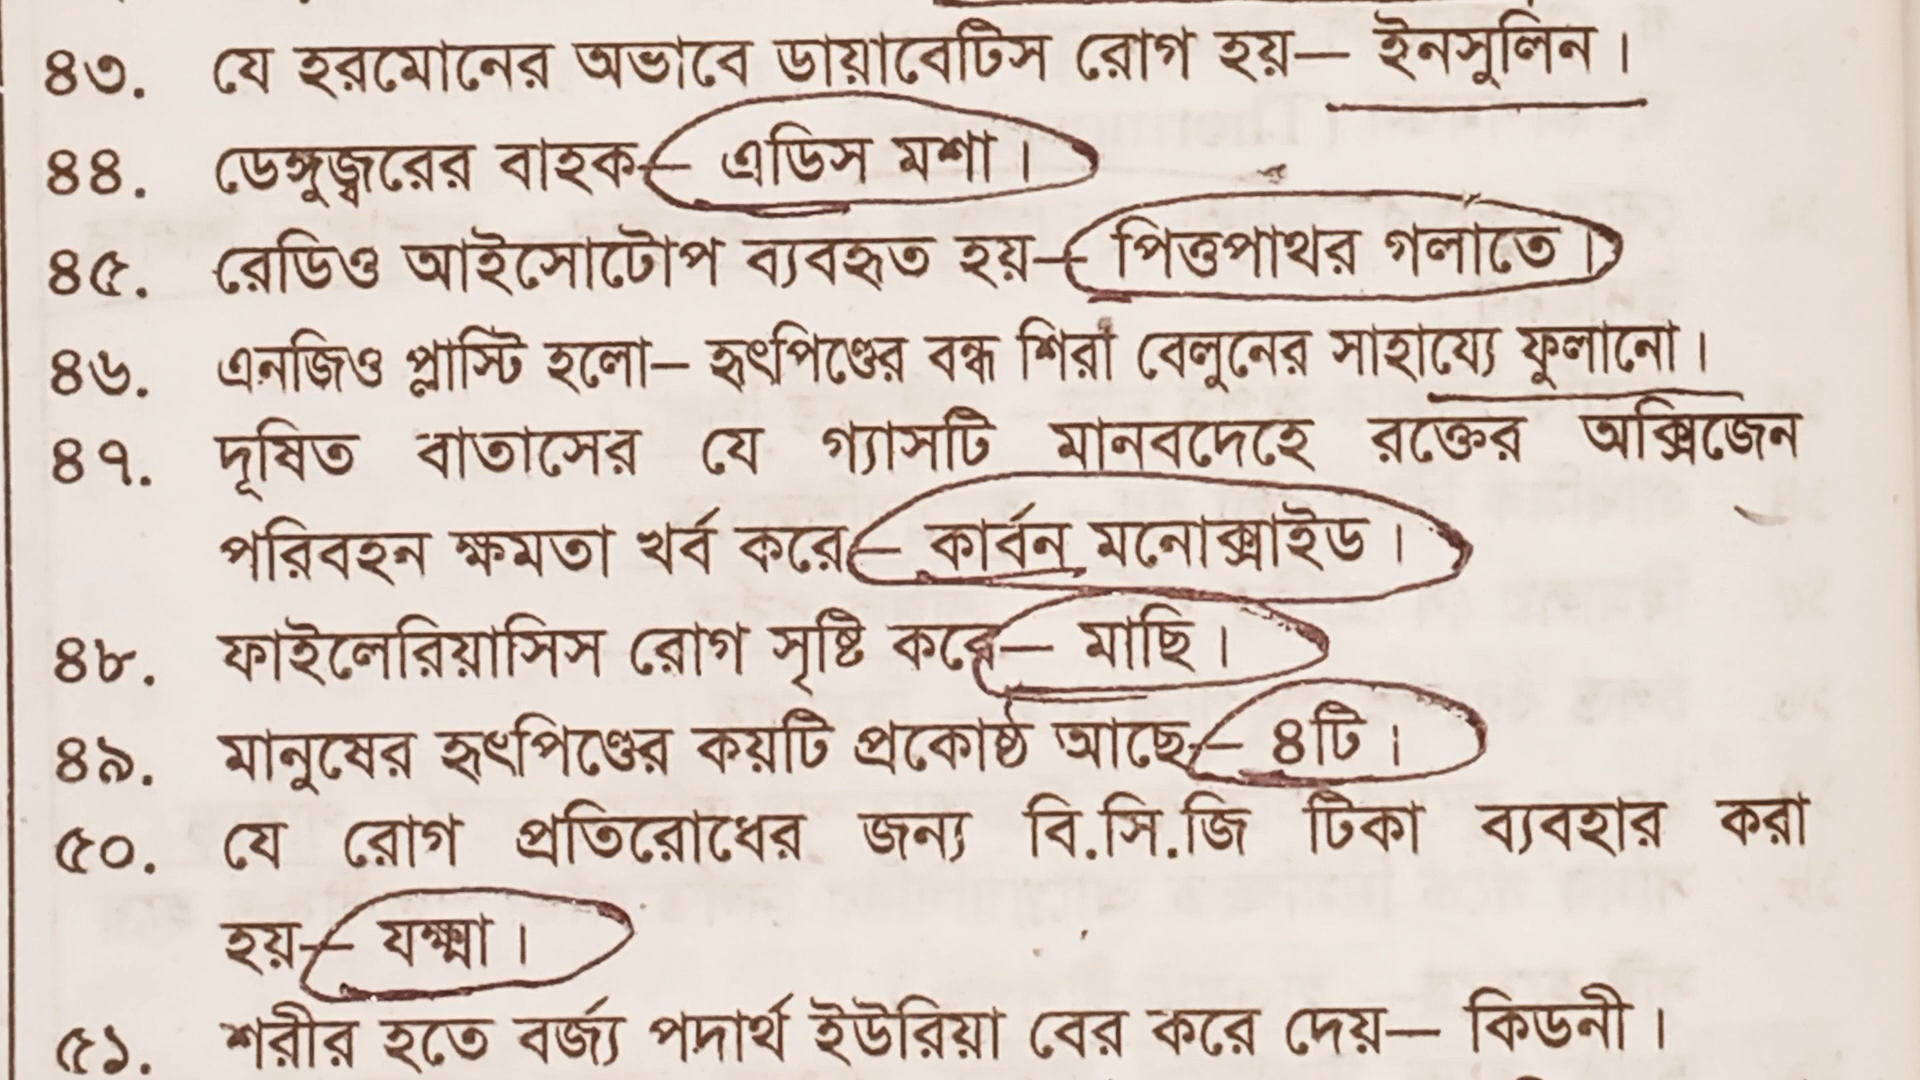 ৪৩. যে হরমোনের অভাবে ডায়াবেটিস রোগ হয়– ইনসুলিন।
৪৪. ডেঙ্গুজ্বরের বাহক– এডিস মশা।
৪৫. রেডিও আইসোটোপ ব্যবহৃত হয়– পিত্তপাথর গলাতে।
৪৬. এনজিও প্লাস্টি হলো– হৃৎপিণ্ডের বন্ধ শিরা বেলুনের সাহায্যে ফুলানো।
৪৭. দূষিত বাতাসের যে গ্যাসটি মানবদেহে রক্তের অক্সিজেন
পরিবহন ক্ষমতা খর্ব করে– কার্বন মনোক্সাইড।
৪৮. ফাইলেরিয়াসিস রোগ সৃষ্টি করে– মাছি।
৪৯. মানুষের হৃৎপিণ্ডের কয়টি প্রকোষ্ঠ আছে– ৪টি।
৫০. যে রোগ প্রতিরোধের জন্য বি.সি.জি টিকা ব্যবহার করা
হয়– যক্ষ্মা।
৫১. শরীর হতে বর্জ্য পদার্থ ইউরিয়া বের করে দেয়– কিডনী।